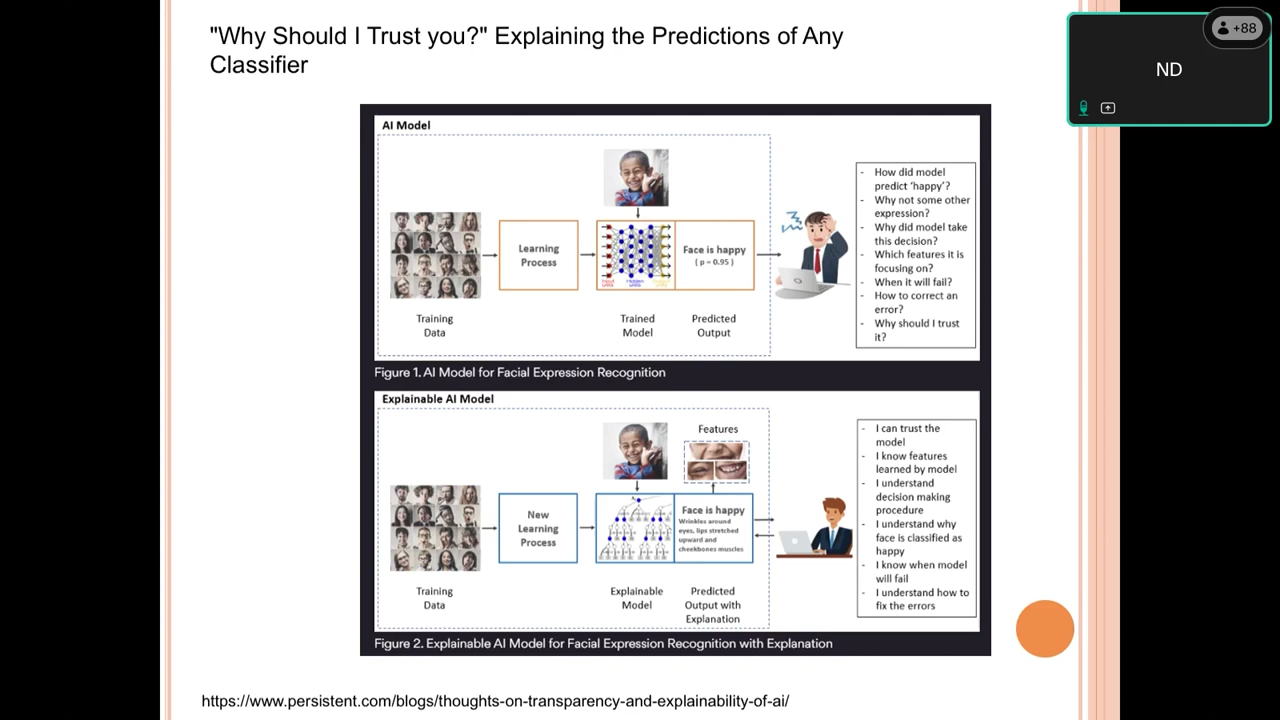 "Why Should I Trust you?" Explaining the Predictions of Any
Classifier
+88
ND
AI Model
Learning
Process
Face is happy
( p = 0.95 )
Training
Data
Trained
Model
Predicted
Output
- How did model
predict ‘happy’?
- Why not some other
expression?
- Why did model take
this decision?
- Which features it is
focusing on?
- When it will fail?
- How to correct an
error?
- Why should I trust
it?
Figure 1. AI Model for Facial Expression Recognition
Explainable AI Model
Features
New
Learning
Process
Face is happy
Wrinkles around
eyes, lips stretched
upward and
cheekbones muscles
Training
Data
Explainable
Model
Predicted
Output with
Explanation
- I can trust the
model
- I know features
learned by model
- I understand
decision making
procedure
- I understand why
face is classified as
happy
- I know when model
will fail
- I understand how to
fix the errors
Figure 2. Explainable AI Model for Facial Expression Recognition with Explanation
https://www.persistent.com/blogs/thoughts-on-transparency-and-explainability-of-ai/